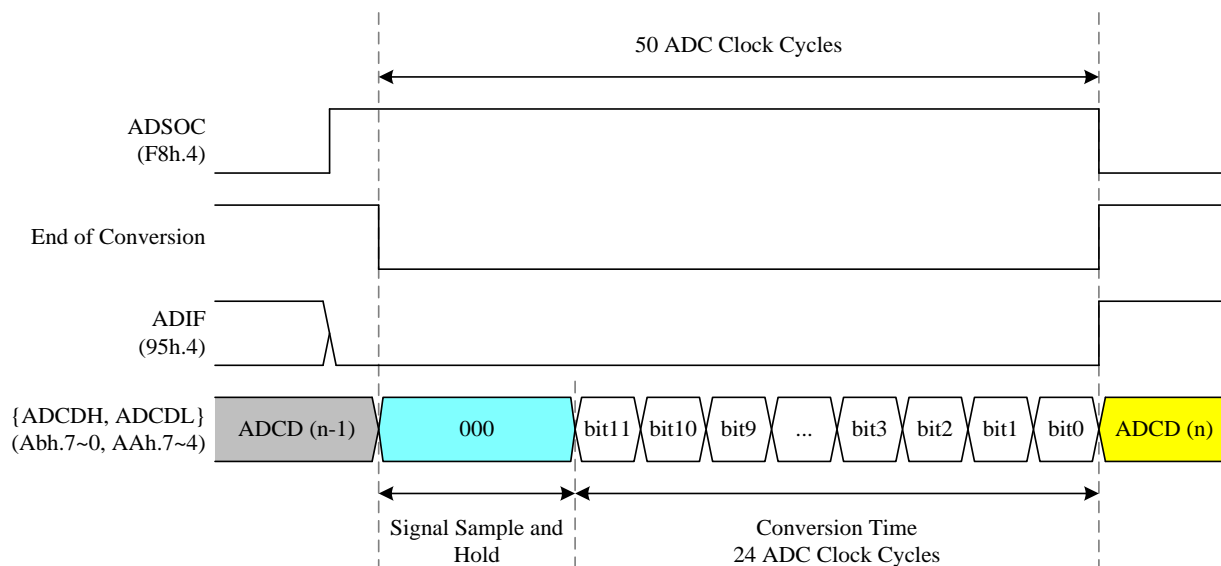 50 ADC Clock Cycles
ADSOC
(F8h.4)
End of Conversion
ADIF
(95h.4)
{ADCDH, ADCDL}
(Abh.7~0, AAh.7~4)
ADCD (n-1)
000
bit11
bit10
bit9
...
bit3
bit2
bit1
bit0
ADCD (n)
Signal Sample and
Hold
Conversion Time
24 ADC Clock Cycles